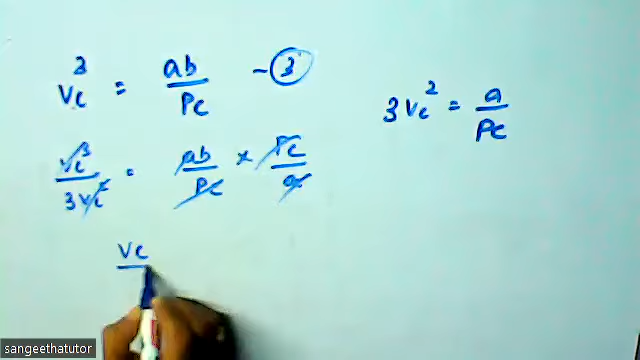 Vc³ = ab/Pc - ③
3Vc² = a/Pc
Vc³/3Vc² = ab/Pc × Pc/a
Vc
sangeethatutor